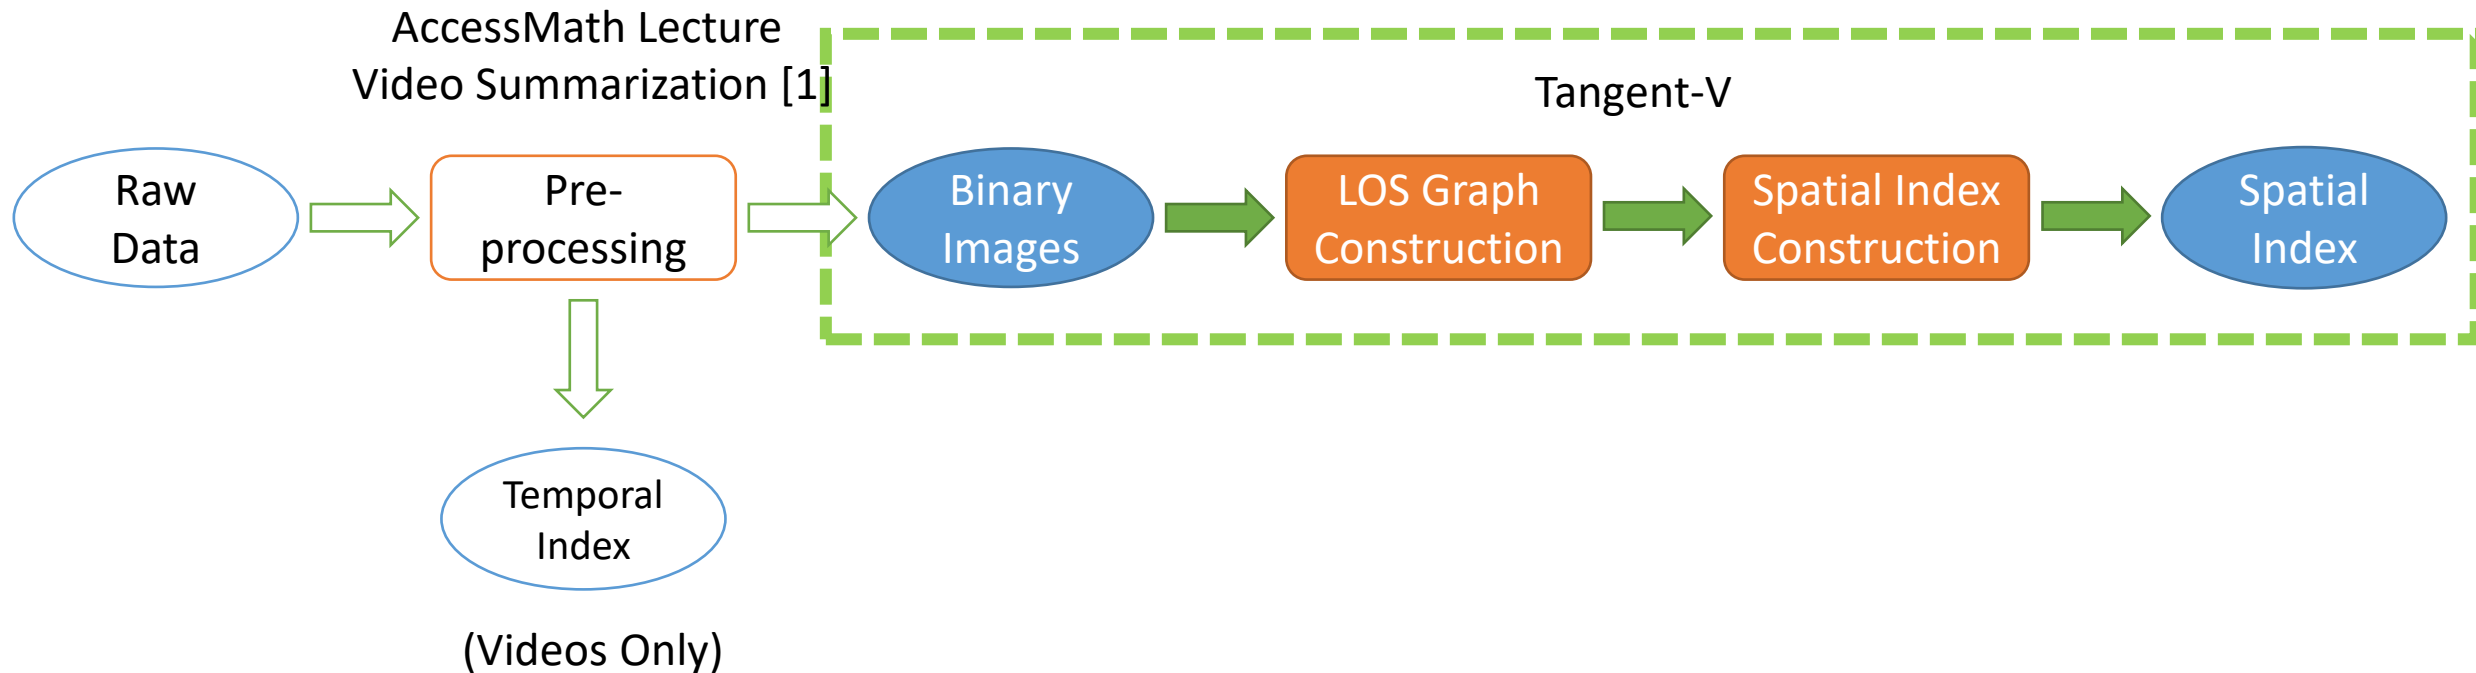 AccessMath Lecture
Video Summarization [1]
Tangent-V
Raw
Data
Pre-
processing
Binary
Images
LOS Graph
Construction
Spatial Index
Construction
Spatial
Index
Temporal
Index
(Videos Only)